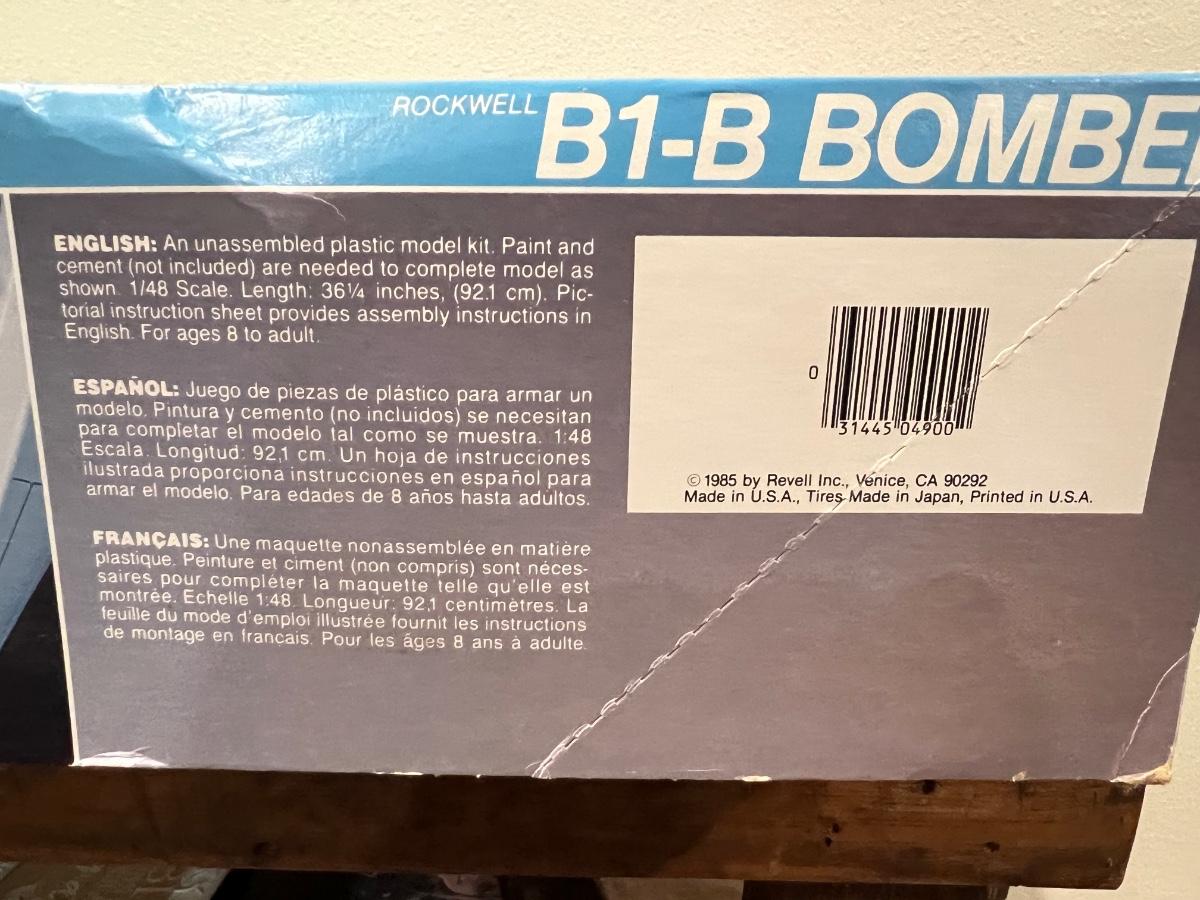 ROCKWELL B1-B BOMBE
ENGLISH: An unassembled plastic model kit. Paint and
cement (not included) are needed to complete model as
shown. 1/48 Scale. Length: 36¼ inches, (92.1 cm). Pic-
torial instruction sheet provides assembly instructions in
English. For ages 8 to adult.
ESPAÑOL: Juego de piezas de plástico para armar un
modelo. Pintura y cemento (no incluidos) se necesitan
para completar el modelo tal como se muestra. 1:48
Escala. Longitud: 92,1 cm. Un hoja de instrucciones
ilustrada proporciona instrucciones en español para
armar el modelo. Para edades de 8 años hasta adultos.
FRANÇAIS: Une maquette nonassemblée en matière
plastique. Peinture et ciment (non compris) sont néces-
saires pour compléter la maquette telle qu'elle est
montrée. Echelle 1:48. Longueur: 92,1 centimètres. La
feuille du mode d'emploi illustrée fournit les instructions
de montage en francais. Pour les âges 8 ans à adulte.
0 31445 04900
© 1985 by Revell Inc., Venice, CA 90292
Made in U.S.A., Tires Made in Japan, Printed in U.S.A.